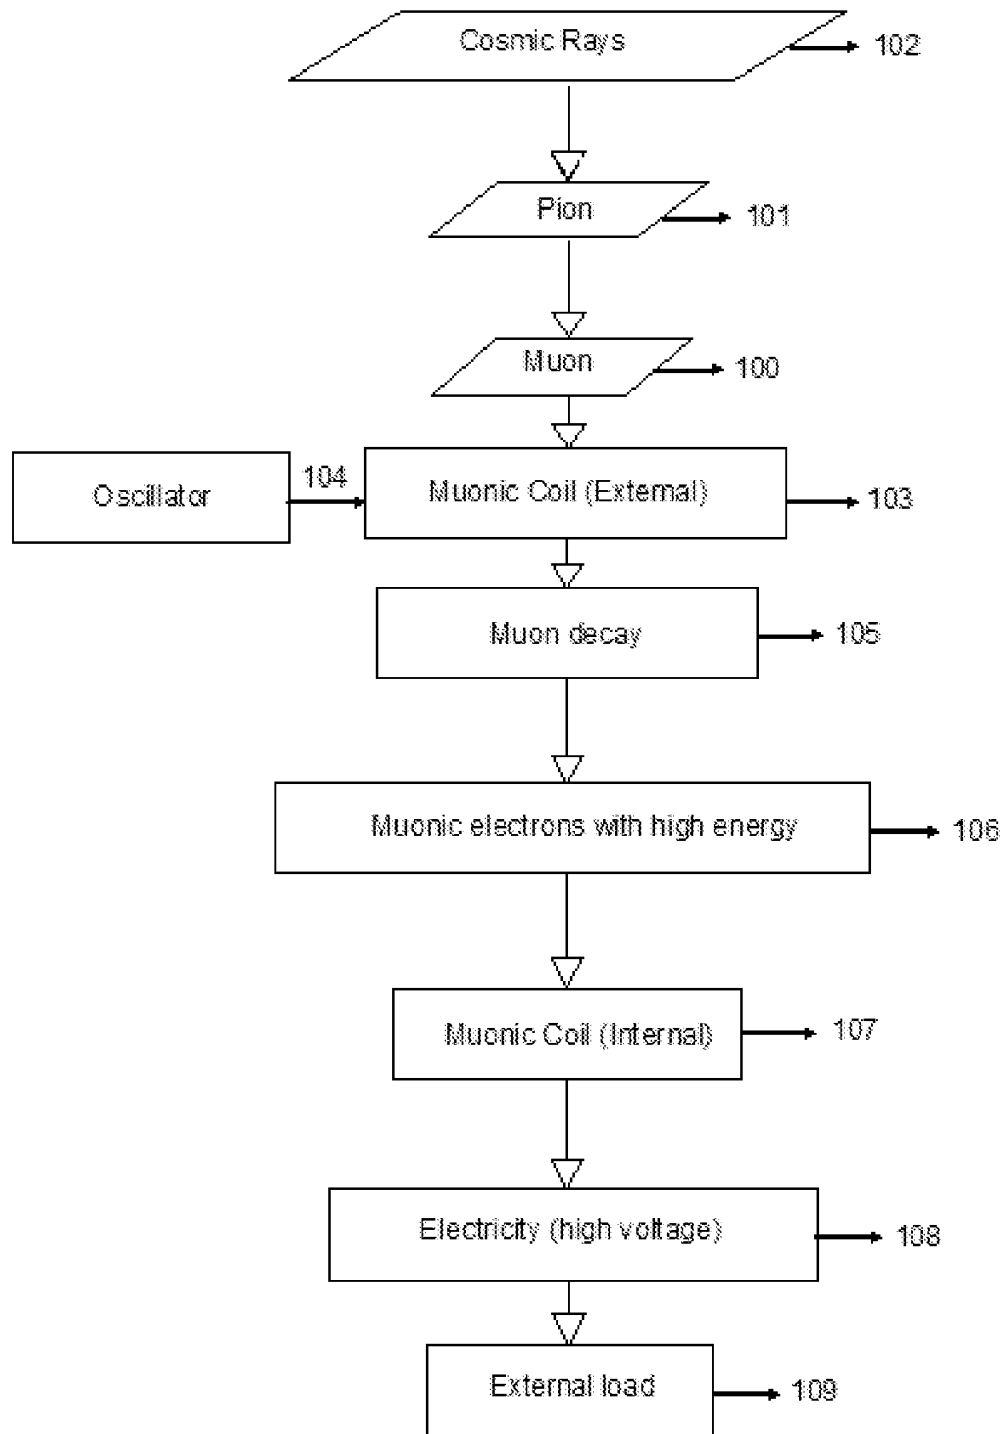 Cosmic Rays
102
Pion
101
Muon
100
Oscillator
104
Muonic Coil (External)
103
Muon decay
105
Muonic electrons with high energy
106
Muonic Coil (Internal)
107
Electricity (high voltage)
108
External load
109